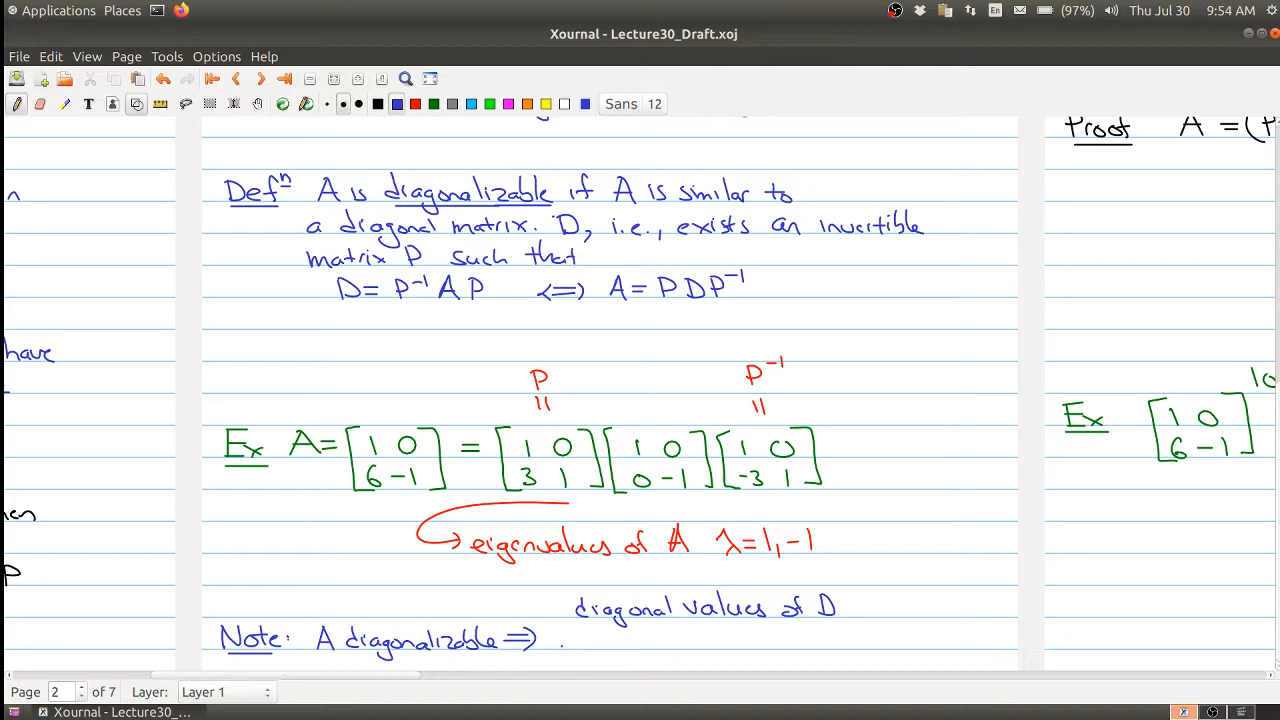 Applications Places En (97%) Thu Jul 30 9:54 AM
Xournal - Lecture30_Draft.xoj
File Edit View Page Tools Options Help
Sans 12
Defⁿ A is diagonalizable if A is similar to
a diagonal matrix. D, i.e., exists an invertible
matrix P such that
D = P⁻¹ A P ⟺ A = P D P⁻¹
P P⁻¹
= =
Ex A = [1 0; 6 -1] = [1 0; 3 1] [1 0; 0 -1] [1 0; -3 1]
eigenvalues of A λ = 1, -1
diagonal values of D
Note: A diagonalizable ⟹ .
n
have
P
Proof A = (P
Ex [1 0; 6 -1]¹⁰
Page 2 of 7 Layer: Layer 1
Xournal - Lecture30_...